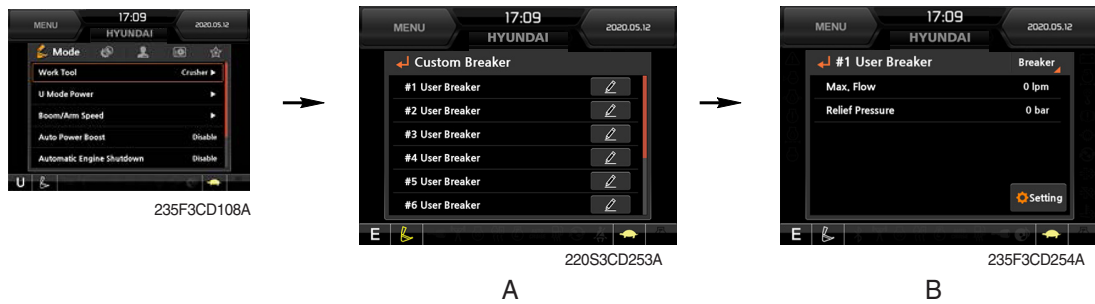 MENU 17:09 2020.05.12
HYUNDAI
Mode
Work Tool Crusher ▶
U Mode Power ▶
Boom/Arm Speed ▶
Auto Power Boost Disable
Automatic Engine Shutdown Disable
U
235F3CD108A
MENU 17:09 2020.05.12
HYUNDAI
Custom Breaker
#1 User Breaker
#2 User Breaker
#3 User Breaker
#4 User Breaker
#5 User Breaker
#6 User Breaker
E
220S3CD253A
A
MENU 17:09 2020.05.12
HYUNDAI
#1 User Breaker Breaker
Max, Flow 0 lpm
Relief Pressure 0 bar
Setting
E
235F3CD254A
B